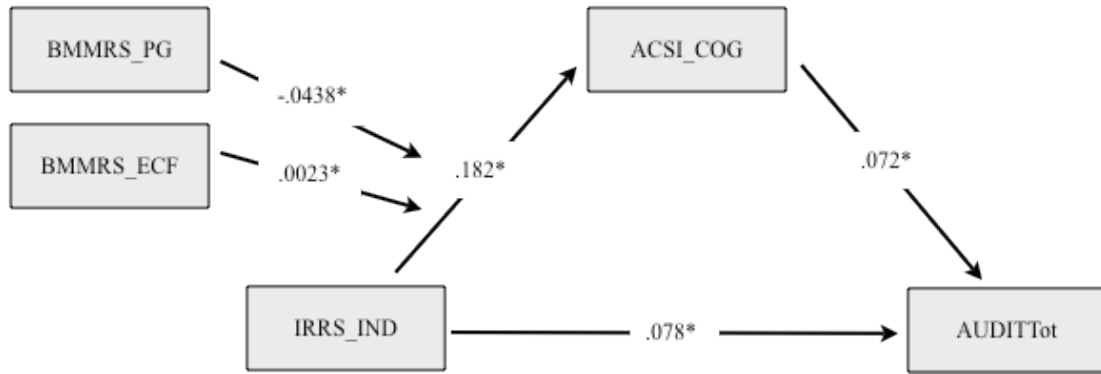 BMMRS_PG
ACSI_COG
-.0438*
BMMRS_ECF
.0023*
.182*
.072*
IRRS_IND
.078*
AUDITTot